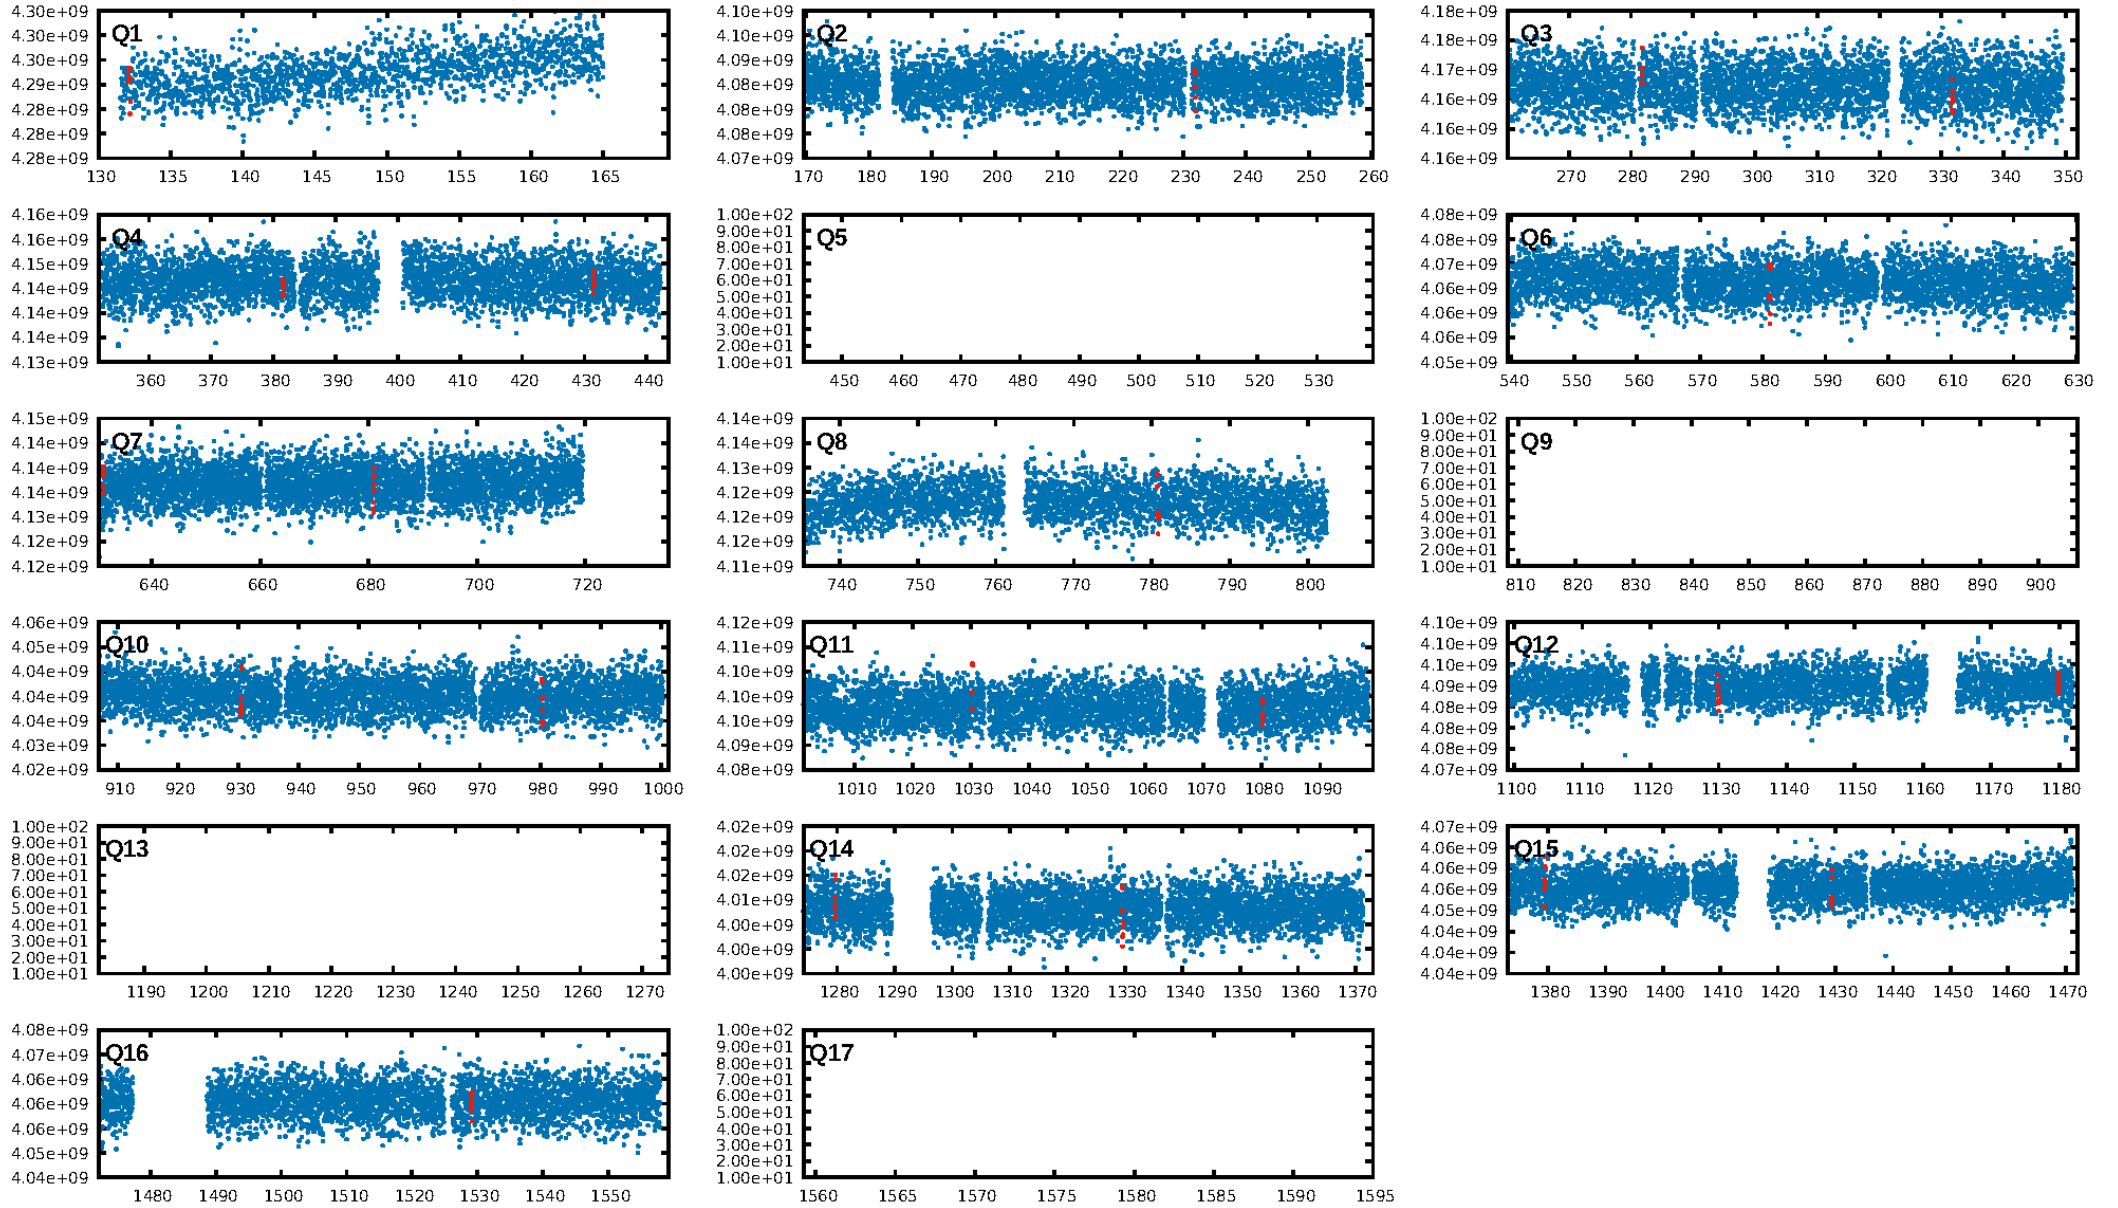 4.30e+09 4.30e+09 4.30e+09 4.29e+09 4.28e+09 4.28e+09 4.28e+09
Q1
130 135 140 145 150 155 160 165
4.10e+09 4.10e+09 4.09e+09 4.08e+09 4.08e+09 4.08e+09 4.07e+09
Q2
170 180 190 200 210 220 230 240 250 260
4.18e+09 4.18e+09 4.17e+09 4.16e+09 4.16e+09 4.16e+09
Q3
270 280 290 300 310 320 330 340 350
4.16e+09 4.16e+09 4.15e+09 4.14e+09 4.14e+09 4.14e+09 4.13e+09
Q4
360 370 380 390 400 410 420 430 440
1.00e+02 9.00e+01 8.00e+01 7.00e+01 6.00e+01 5.00e+01 4.00e+01 3.00e+01 2.00e+01 1.00e+01
Q5
450 460 470 480 490 500 510 520 530
4.08e+09 4.08e+09 4.07e+09 4.06e+09 4.06e+09 4.06e+09 4.05e+09
Q6
540 550 560 570 580 590 600 610 620 630
4.15e+09 4.14e+09 4.14e+09 4.14e+09 4.13e+09 4.12e+09 4.12e+09
Q7
640 660 680 700 720
4.14e+09 4.14e+09 4.13e+09 4.12e+09 4.12e+09 4.12e+09 4.11e+09
Q8
740 750 760 770 780 790 800
1.00e+02 9.00e+01 8.00e+01 7.00e+01 6.00e+01 5.00e+01 4.00e+01 3.00e+01 2.00e+01 1.00e+01
Q9
810 820 830 840 850 860 870 880 890 900
4.06e+09 4.05e+09 4.04e+09 4.04e+09 4.04e+09 4.03e+09 4.02e+09
Q10
910 920 930 940 950 960 970 980 990 1000
4.12e+09 4.11e+09 4.10e+09 4.10e+09 4.10e+09 4.09e+09 4.08e+09
Q11
1010 1020 1030 1040 1050 1060 1070 1080 1090
4.10e+09 4.10e+09 4.10e+09 4.09e+09 4.08e+09 4.08e+09 4.08e+09 4.07e+09
Q12
1100 1110 1120 1130 1140 1150 1160 1170 1180
1.00e+02 9.00e+01 8.00e+01 7.00e+01 6.00e+01 5.00e+01 4.00e+01 3.00e+01 2.00e+01 1.00e+01
Q13
1190 1200 1210 1220 1230 1240 1250 1260 1270
4.02e+09 4.02e+09 4.02e+09 4.01e+09 4.00e+09 4.00e+09 4.00e+09
Q14
1280 1290 1300 1310 1320 1330 1340 1350 1360 1370
4.07e+09 4.06e+09 4.06e+09 4.06e+09 4.05e+09 4.04e+09 4.04e+09 4.04e+09
Q15
1380 1390 1400 1410 1420 1430 1440 1450 1460 1470
4.08e+09 4.07e+09 4.06e+09 4.06e+09 4.06e+09 4.05e+09 4.04e+09
Q16
1480 1490 1500 1510 1520 1530 1540 1550
1.00e+02 9.00e+01 8.00e+01 7.00e+01 6.00e+01 5.00e+01 4.00e+01 3.00e+01 2.00e+01 1.00e+01
Q17
1560 1565 1570 1575 1580 1585 1590 1595